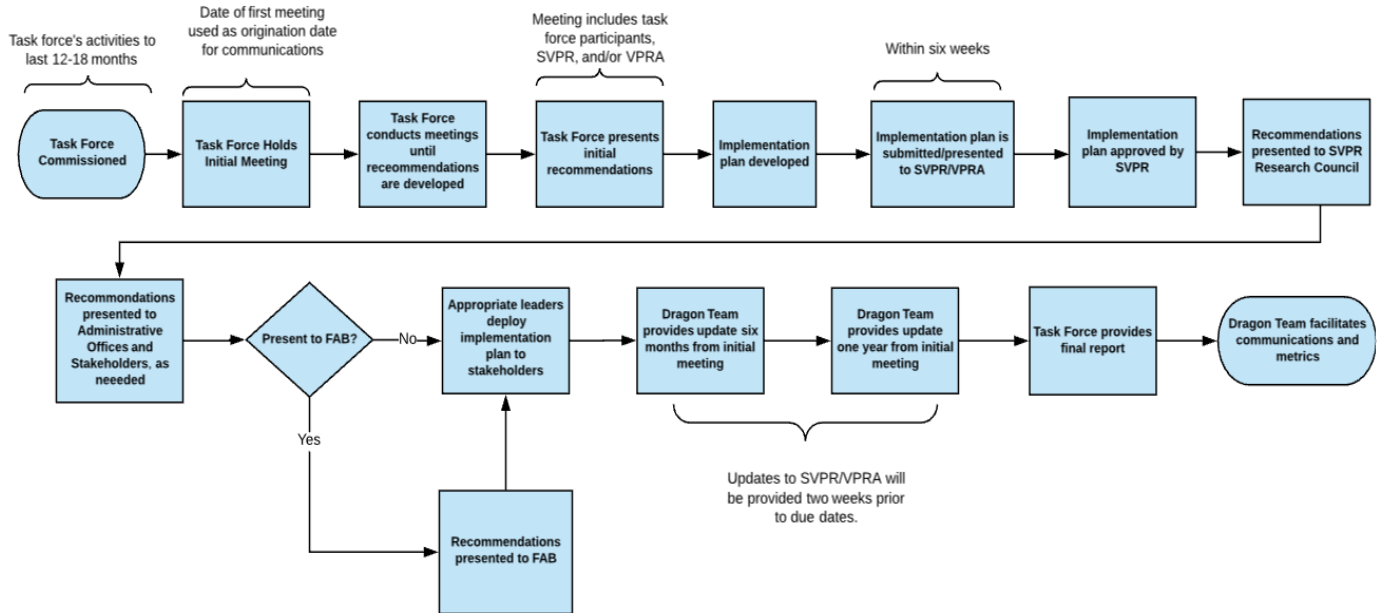 Task force's activities to
last 12-18 months
Date of first meeting
used as origination date
for communications
Meeting includes task
force participants,
SVPR, and/or VPRA
Within six weeks
Task Force
Commissioned
Task Force Holds
Initial Meeting
Task Force
conducts meetings
until
receommendations
are developed
Task Force presents
initial
recommendations
Implementation
plan developed
Implementation plan is
submitted/presented
to SVPR/VPRA
Implementation
plan approved by
SVPR
Recommendations
presented to SVPR
Research Council
Recommondations
presented to
Administrative
Offices and
Stakeholders, as
neeeded
Present to FAB?
No
Yes
Appropriate leaders
deploy
implementation
plan to
stakeholders
Recommendations
presented to FAB
Dragon Team
provides update six
months from initial
meeting
Dragon Team
provides update
one year from initial
meeting
Updates to SVPR/VPRA will
be provided two weeks prior
to due dates.
Task Force provides
final report
Dragon Team facilitates
communications and
metrics